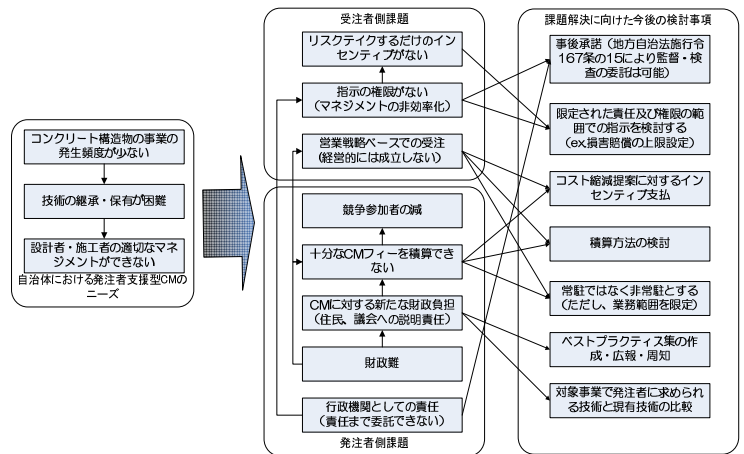 コンクリート構造物の事業の
発生頻度が少ない
技術の継承・保有が困難
設計者・施工者の適切なマネ
ジメントができない
自治体における発注者支援型CMの
ニーズ
受注者側課題
リスクテイクするだけのイン
センティブがない
指示の権限がない
（マネジメントの非効率化）
営業戦略ベースでの受注
（経営的には成立しない）
競争参加者の減
十分なCMフィーを積算でき
ない
CMに対する新たな財政負担
（住民、議会への説明責任）
財政難
行政機関としての責任
（責任まで委託できない）
発注者側課題
課題解決に向けた今後の検討事項
事後承諾（地方自治法施行令
167条の15により監督・検
査の委託は可能）
限定された責任及び権限の範
囲での指示を検討する
（ex.損害賠償の上限設定）
コスト縮減提案に対するイン
センティブ支払
積算方法の検討
常駐ではなく非常駐とする
（ただし、業務範囲を限定）
ベストプラクティス集の作
成・広報・周知
対象事業で発注者に求められ
る技術と現有技術の比較